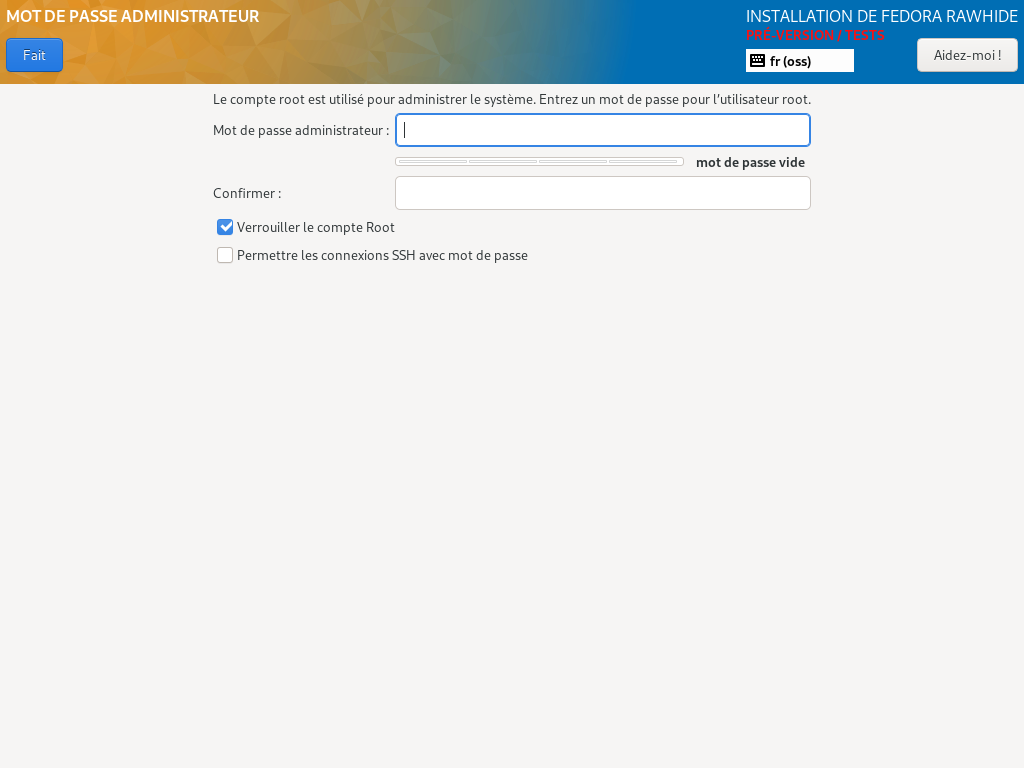 MOT DE PASSE ADMINISTRATEUR
INSTALLATION DE FEDORA RAWHIDE
PRÉ-VERSION / TESTS
Fait
fr (oss)
Aidez-moi !
Le compte root est utilisé pour administrer le système. Entrez un mot de passe pour l’utilisateur root.
Mot de passe administrateur :
mot de passe vide
Confirmer :
Verrouiller le compte Root
Permettre les connexions SSH avec mot de passe